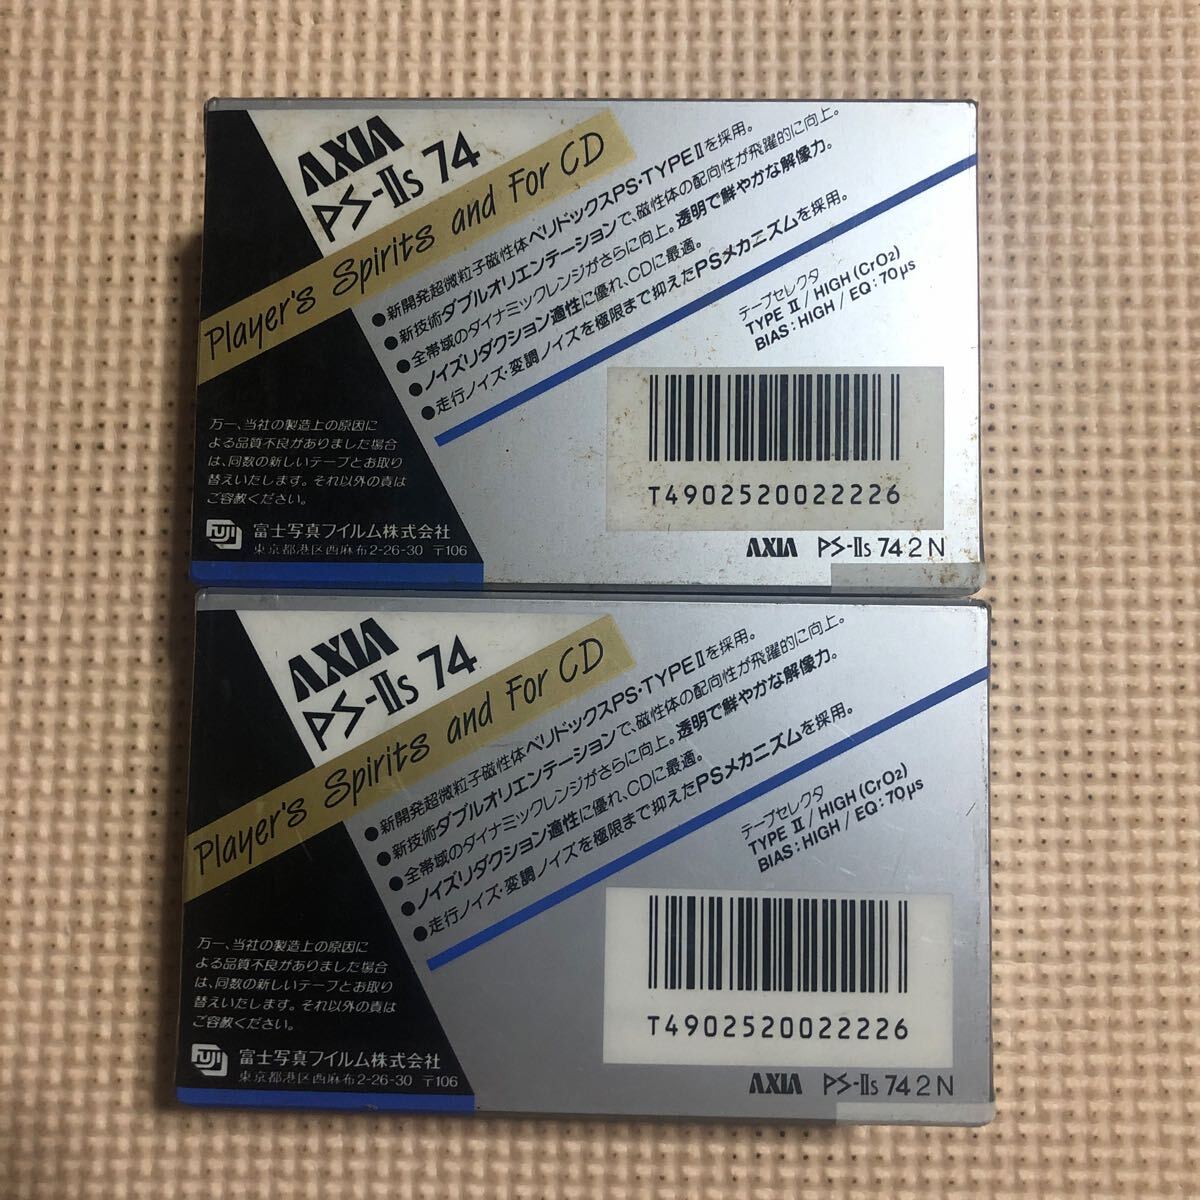 AXIA
PS-IIs 74
Player's Spirits and For CD
●新開発超微粒子磁性体ベリドックスPS・TYPEⅡを採用。
●新技術ダブルオリエンテーションで、磁性体の配向性が飛躍的に向上。
●全帯域のダイナミックレンジがさらに向上。透明で鮮やかな解像力。
●ノイズリダクション適性に優れ、CDに最適。
●走行ノイズ・変調ノイズを極限まで抑えたPSメカニズムを採用。
テープセレクタ
TYPE Ⅱ / HIGH (CrO2)
BIAS : HIGH / EQ : 70μs
万一、当社の製造上の原因に
よる品質不良がありました場合
は、同数の新しいテープとお取り
替えいたします。それ以外の責は
ご容赦ください。
FUJI 富士写真フイルム株式会社
東京都港区西麻布2-26-30 〒106
T4902520022226
AXIA PS-IIs 74 2 N
AXIA
PS-IIs 74
Player's Spirits and For CD
●新開発超微粒子磁性体ベリドックスPS・TYPEⅡを採用。
●新技術ダブルオリエンテーションで、磁性体の配向性が飛躍的に向上。
●全帯域のダイナミックレンジがさらに向上。透明で鮮やかな解像力。
●ノイズリダクション適性に優れ、CDに最適。
●走行ノイズ・変調ノイズを極限まで抑えたPSメカニズムを採用。
テープセレクタ
TYPE Ⅱ / HIGH (CrO2)
BIAS : HIGH / EQ : 70μs
万一、当社の製造上の原因に
よる品質不良がありました場合
は、同数の新しいテープとお取り
替えいたします。それ以外の責は
ご容赦ください。
FUJI 富士写真フイルム株式会社
東京都港区西麻布2-26-30 〒106
T4902520022226
AXIA PS-IIs 74 2 N